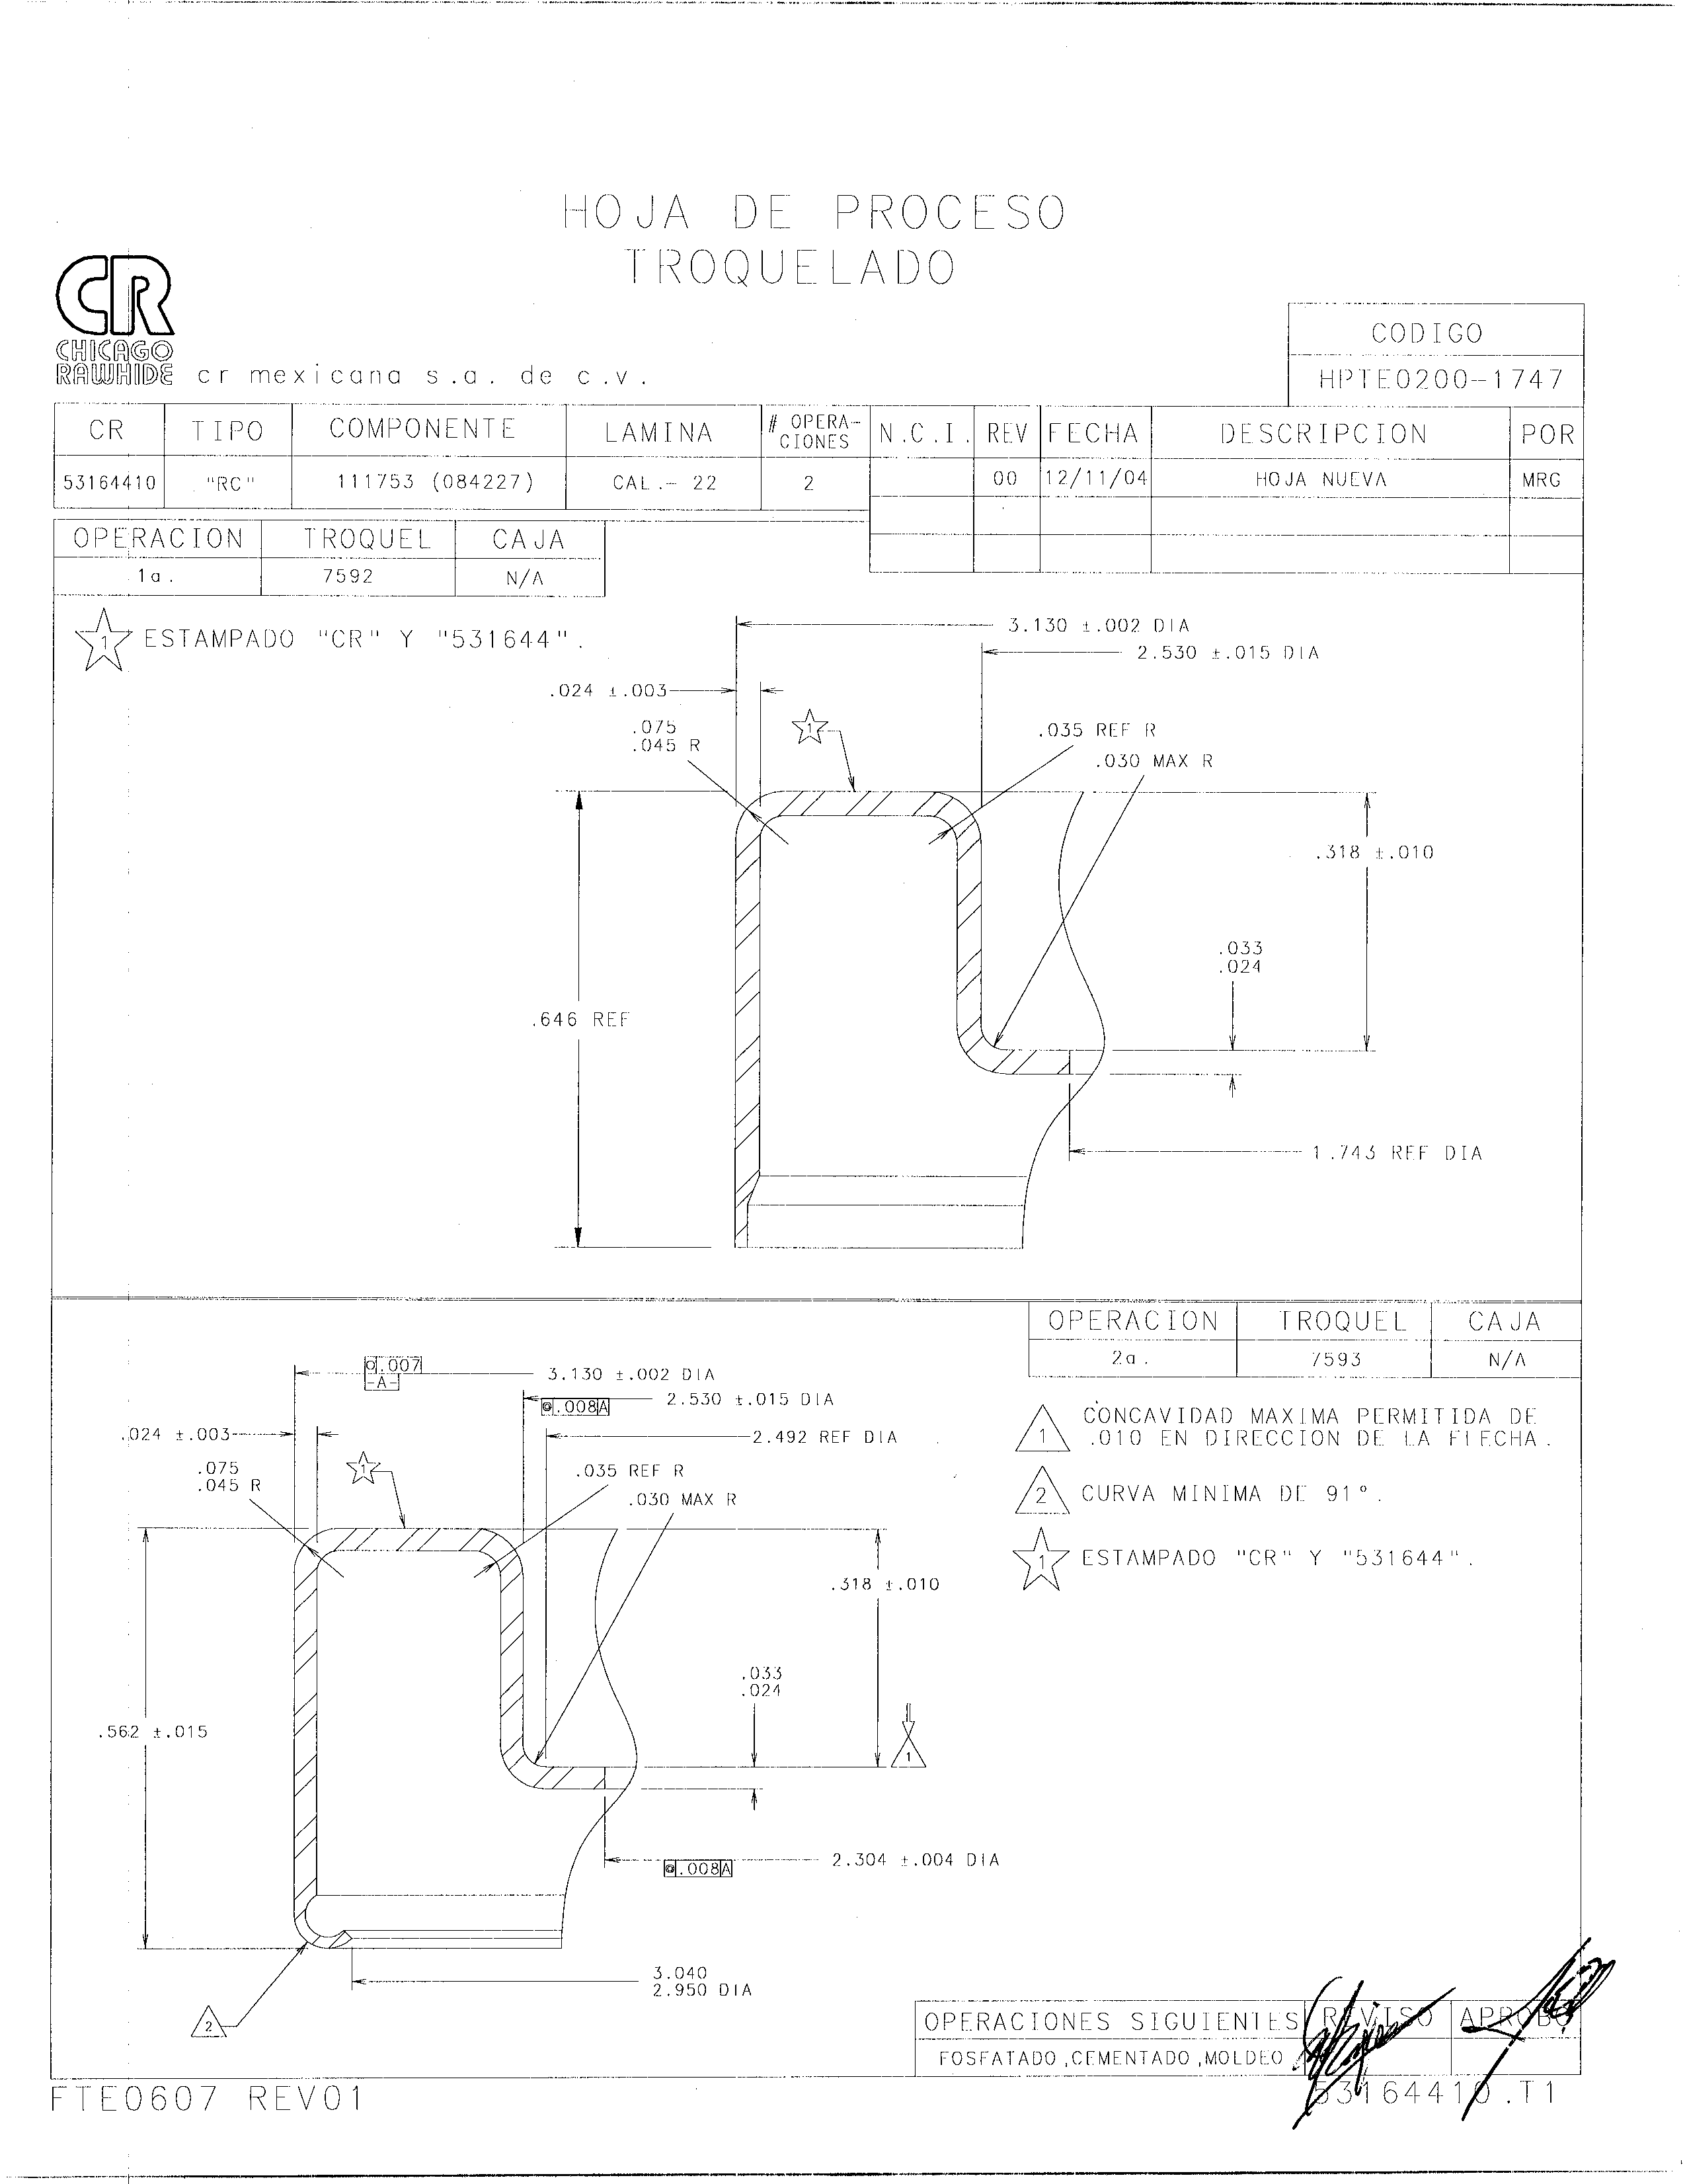 HOJA DE PROCESO
TROQUELADO
CR
CHICAGO
RAWHIDE cr mexicana s.a. de c.v.
CODIGO
HPTE0200-1747
CR TIPO COMPONENTE LAMINA # OPERA-CIONES N.C.I. REV FECHA DESCRIPCION POR
53164410 "RC" 111753 (084227) CAL.- 22 2 00 12/11/04 HOJA NUEVA MRG
OPERACION TROQUEL CAJA
1a. 7592 N/A
1 ESTAMPADO "CR" Y "531644".
3.130 ±.002 DIA
2.530 ±.015 DIA
.024 ±.003
.075
.045 R
1
.035 REF R
.030 MAX R
.318 ±.010
.033
.024
.646 REF
1.743 REF DIA
OPERACION TROQUEL CAJA
2a. 7593 N/A
.007
-A-
3.130 ±.002 DIA
.008 A
2.530 ±.015 DIA
.024 ±.003
2.492 REF DIA
.075
.045 R
1
.035 REF R
.030 MAX R
.318 ±.010
.033
.024
.562 ±.015
1
.008 A
2.304 ±.004 DIA
3.040
2.950 DIA
2
1 CONCAVIDAD MAXIMA PERMITIDA DE
.010 EN DIRECCION DE LA FLECHA.
2 CURVA MINIMA DE 91°.
1 ESTAMPADO "CR" Y "531644".
OPERACIONES SIGUIENTES REVISO APROBO
FOSFATADO,CEMENTADO,MOLDEO
FTE0607 REV01
53164410.T1